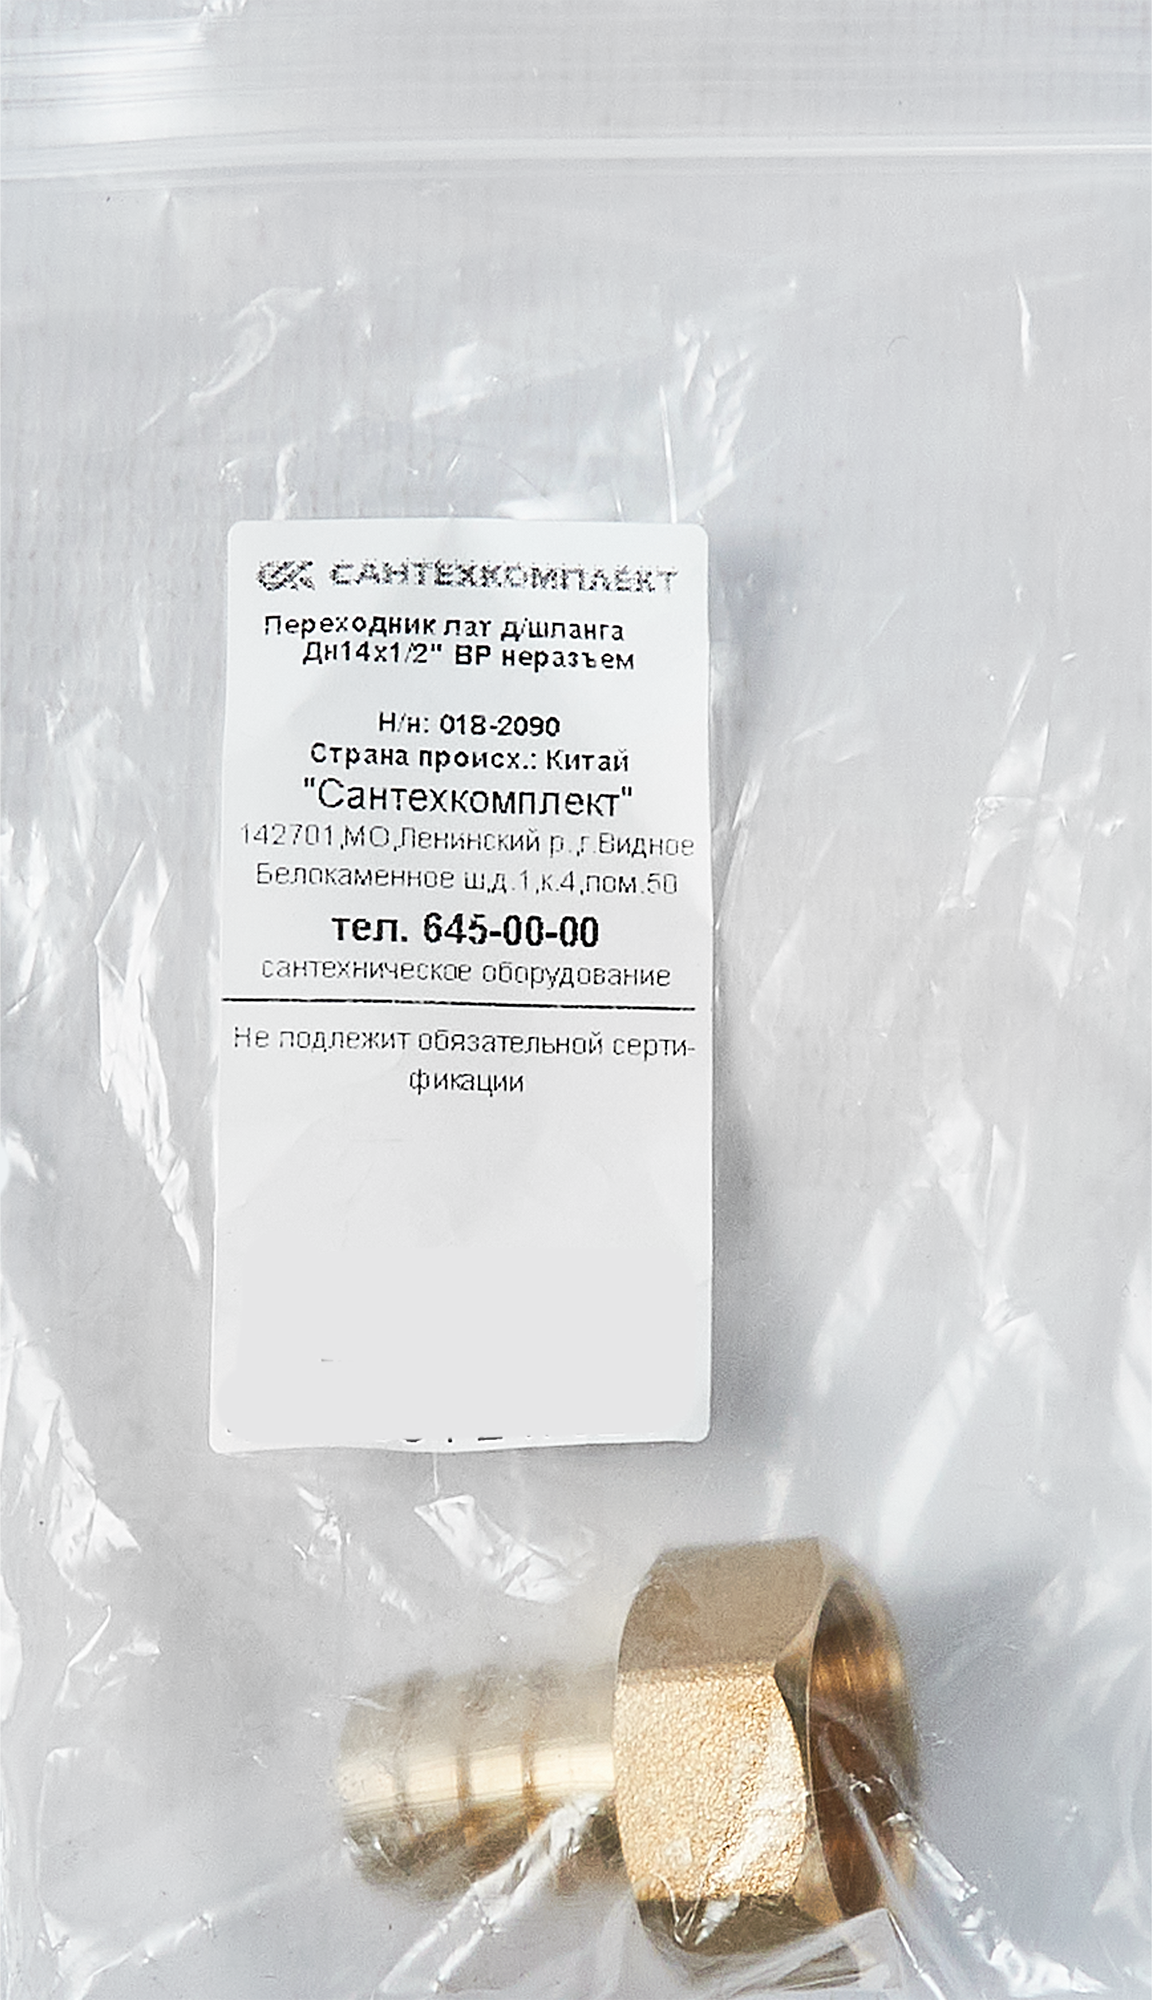 САНТЕХКОМПЛЕКТ
Переходник лат д/шланга
Дн14х1/2" ВР неразъем
Н/н: 018-2090
Страна происх.: Китай
"Сантехкомплект"
142701,МО,Ленинский р.,г.Видное
Белокаменное ш,д.1,к.4,пом.50
тел. 645-00-00
сантехническое оборудование
Не подлежит обязательной серти-
фикации